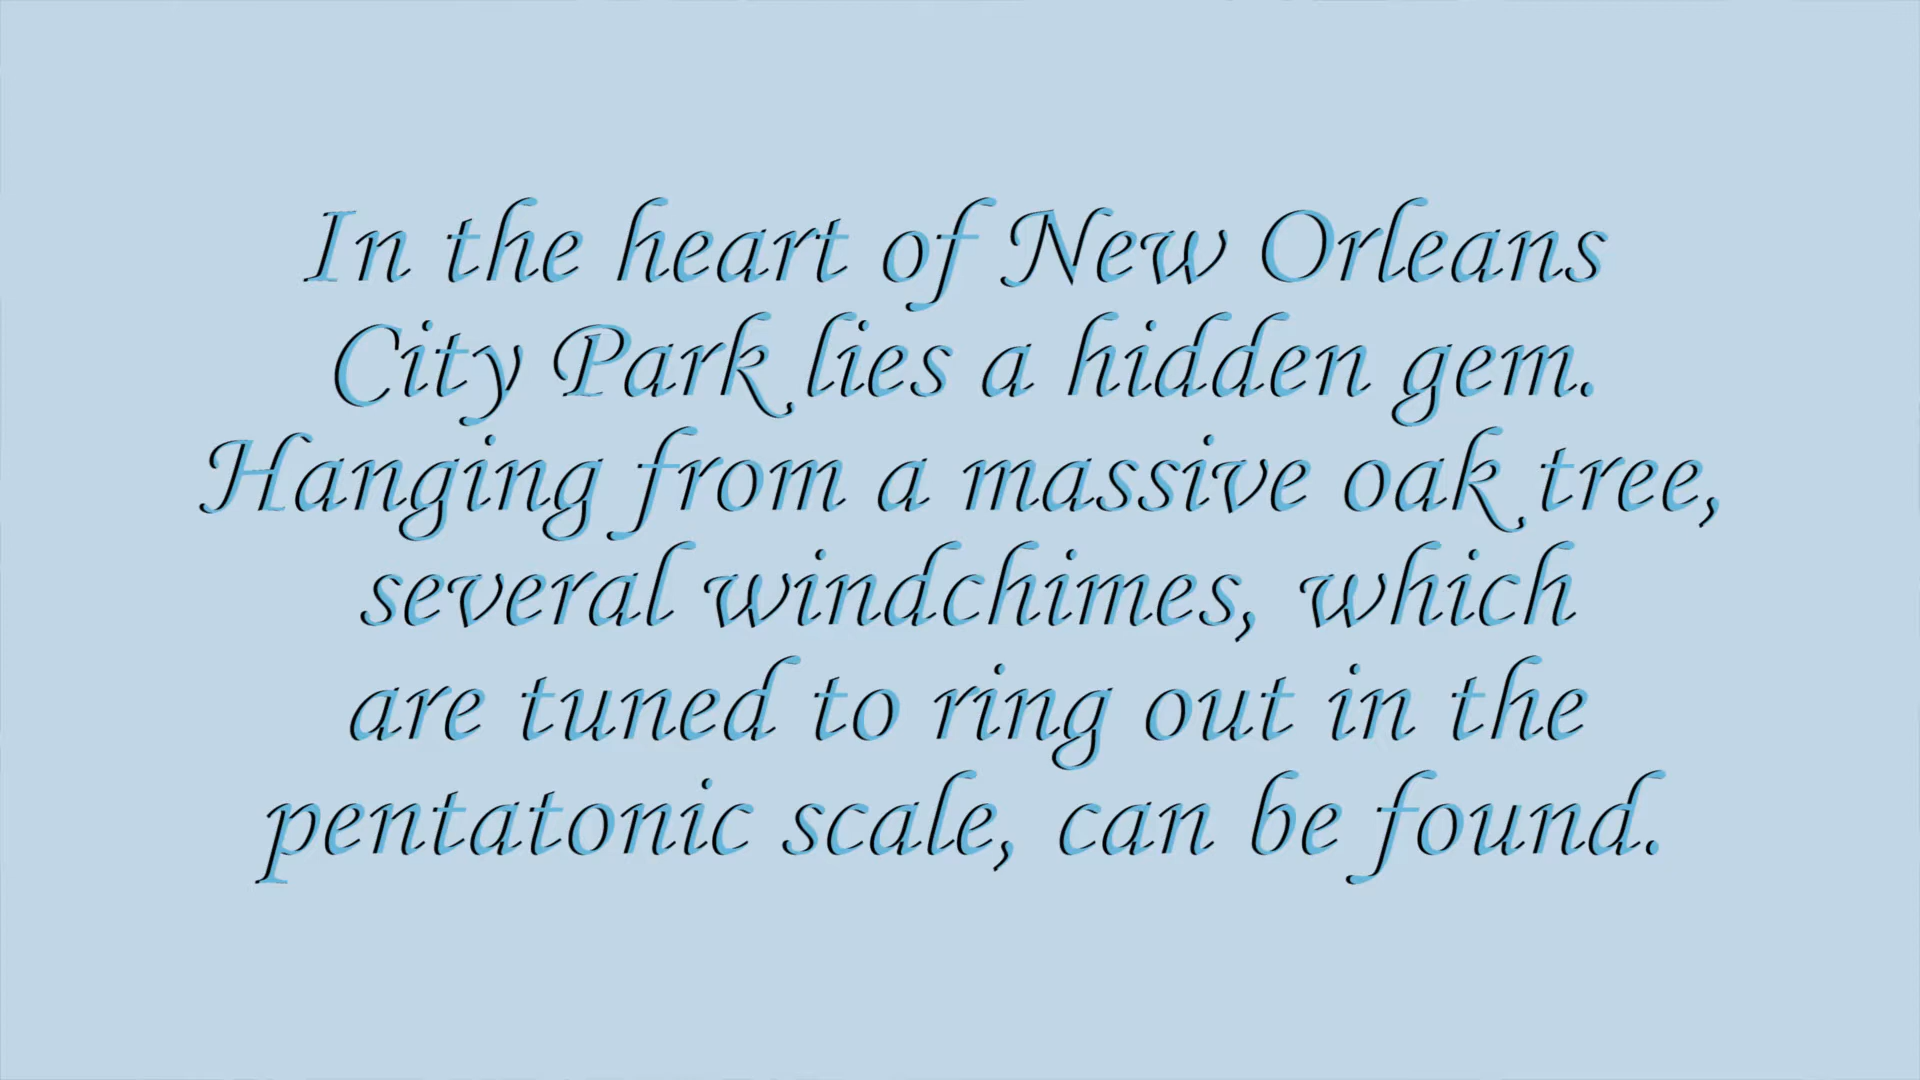 In the heart of New Orleans
City Park lies a hidden gem.
Hanging from a massive oak tree,
several windchimes, which
are tuned to ring out in the
pentatonic scale, can be found.